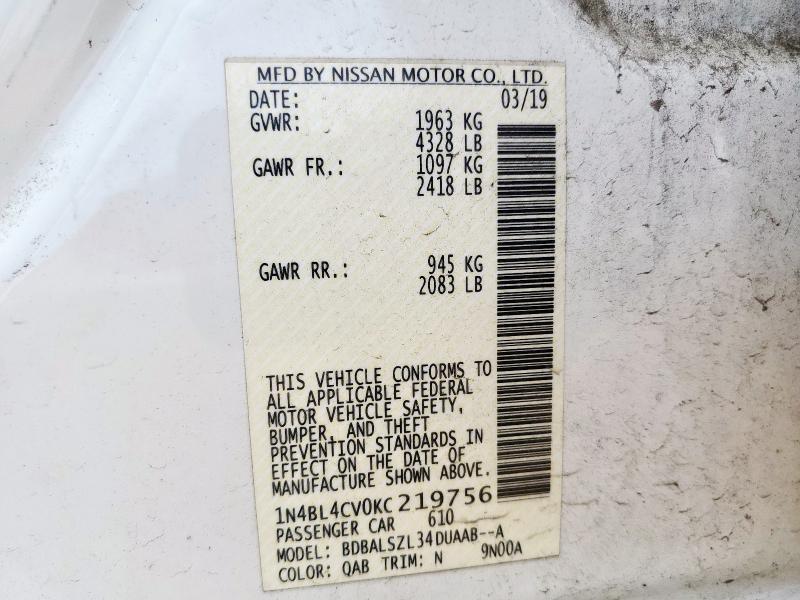 MFD BY NISSAN MOTOR CO., LTD.
DATE: 03/19
GVWR: 1963 KG
4328 LB
GAWR FR.: 1097 KG
2418 LB
GAWR RR.: 945 KG
2083 LB
THIS VEHICLE CONFORMS TO
ALL APPLICABLE FEDERAL
MOTOR VEHICLE SAFETY,
BUMPER, AND THEFT
PREVENTION STANDARDS IN
EFFECT ON THE DATE OF
MANUFACTURE SHOWN ABOVE.
1N4BL4CV0KC219756
PASSENGER CAR 610
MODEL: BDBALSZL34DUAAB--A
COLOR: QAB TRIM: N 9N00A